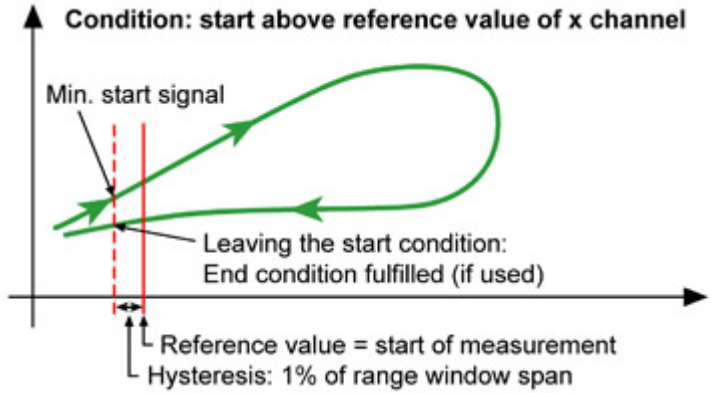 Condition: start above reference value of x channel
Min. start signal
Leaving the start condition:
End condition fulfilled (if used)
Reference value = start of measurement
Hysteresis: 1% of range window span